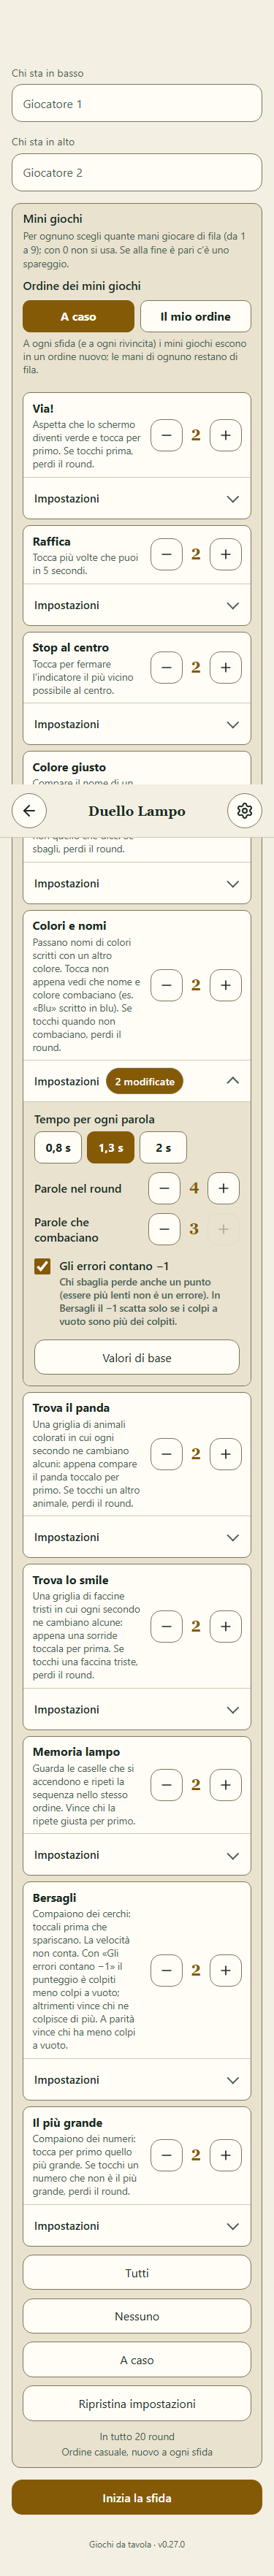 Chi sta in basso
Giocatore 1
Chi sta in alto
Giocatore 2
Mini giochi
Per ognuno scegli quante mani giocare di fila (da 1
a 9); con 0 non si usa. Se alla fine è pari c'è uno
spareggio.
Ordine dei mini giochi
A caso
Il mio ordine
A ogni sfida (e a ogni rivincita) i mini giochi escono
in un ordine nuovo; le mani di ognuno restano di
fila.
Via!
Aspetta che lo schermo
diventi verde e tocca per
primo. Se tocchi prima,
perdi il round.
− 2 +
Impostazioni
Raffica
Tocca più volte che puoi
in 5 secondi.
− 2 +
Impostazioni
Stop al centro
Tocca per fermare
l'indicatore il più vicino
possibile al centro.
− 2 +
Impostazioni
Colore giusto
Compare il nome di un
Duello Lampo
sbagli, perdi il round.
Impostazioni
Colori e nomi
Passano nomi di colori
scritti con un altro
colore. Tocca non
appena vedi che nome e
colore combaciano (es.
«Blu» scritto in blu). Se
tocchi quando non
combaciano, perdi il
round.
− 2 +
Impostazioni 2 modificate
Tempo per ogni parola
0,8 s
1,3 s
2 s
Parole nel round
− 4 +
Parole che
combaciano
− 3 +
Gli errori contano −1
Chi sbaglia perde anche un punto
(essere più lenti non è un errore). In
Bersagli il −1 scatta solo se i colpi a
vuoto sono più dei colpiti.
Valori di base
Trova il panda
Una griglia di animali
colorati in cui ogni
secondo ne cambiano
alcuni: appena compare
il panda toccalo per
primo. Se tocchi un altro
animale, perdi il round.
− 2 +
Impostazioni
Trova lo smile
Una griglia di faccine
tristi in cui ogni secondo
ne cambiano alcune:
appena una sorride
toccala per prima. Se
tocchi una faccina triste,
perdi il round.
− 2 +
Impostazioni
Memoria lampo
Guarda le caselle che si
accendono e ripeti la
sequenza nello stesso
ordine. Vince chi la
ripete giusta per primo.
− 2 +
Impostazioni
Bersagli
Compaiono dei cerchi:
toccali prima che
spariscano. La velocità
non conta. Con «Gli
errori contano −1» il
punteggio è colpiti
meno colpi a vuoto;
altrimenti vince chi ne
colpisce di più. A parità
vince chi ha meno colpi
a vuoto.
− 2 +
Impostazioni
Il più grande
Compaiono dei numeri:
tocca per primo quello
più grande. Se tocchi un
numero che non è il più
grande, perdi il round.
− 2 +
Impostazioni
Tutti
Nessuno
A caso
Ripristina impostazioni
In tutto 20 round
Ordine casuale, nuovo a ogni sfida
Inizia la sfida
Giochi da tavola · v0.27.0